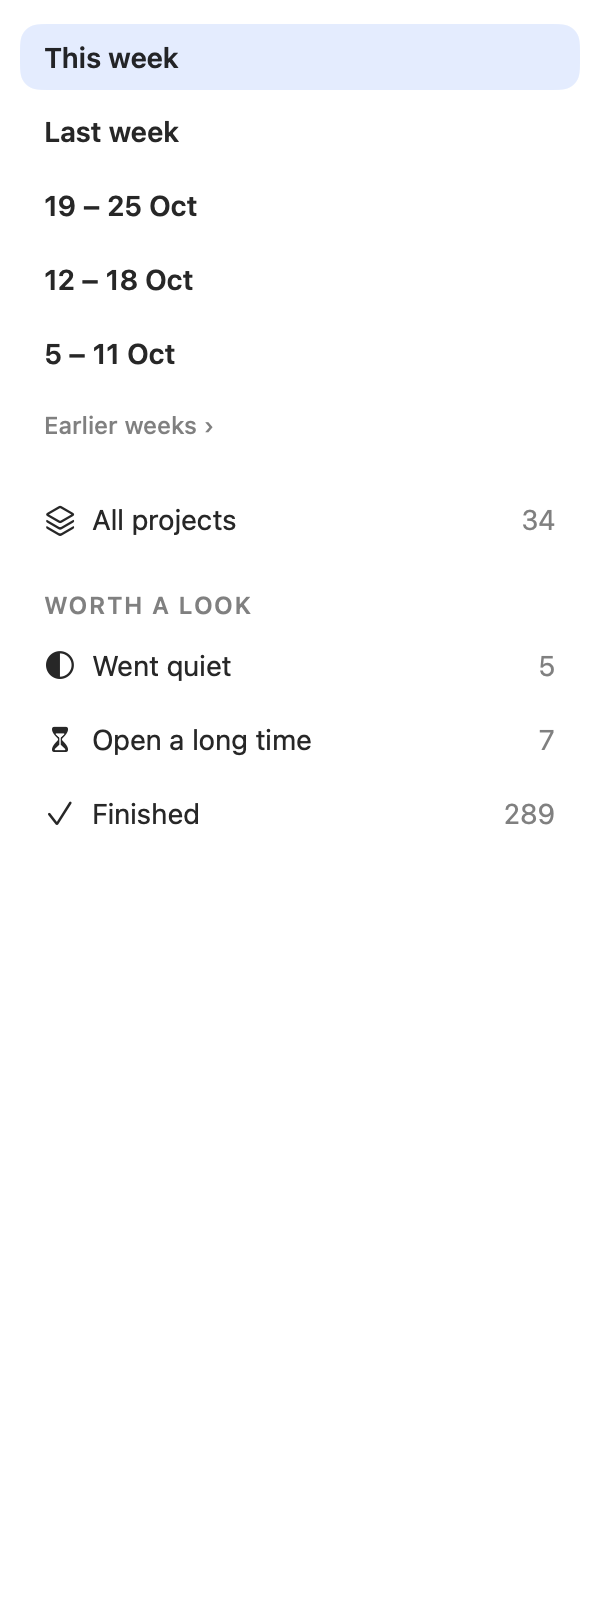 This week
Last week
19 – 25 Oct
12 – 18 Oct
5 – 11 Oct
Earlier weeks ›
All projects 34
WORTH A LOOK
Went quiet 5
Open a long time 7
Finished 289